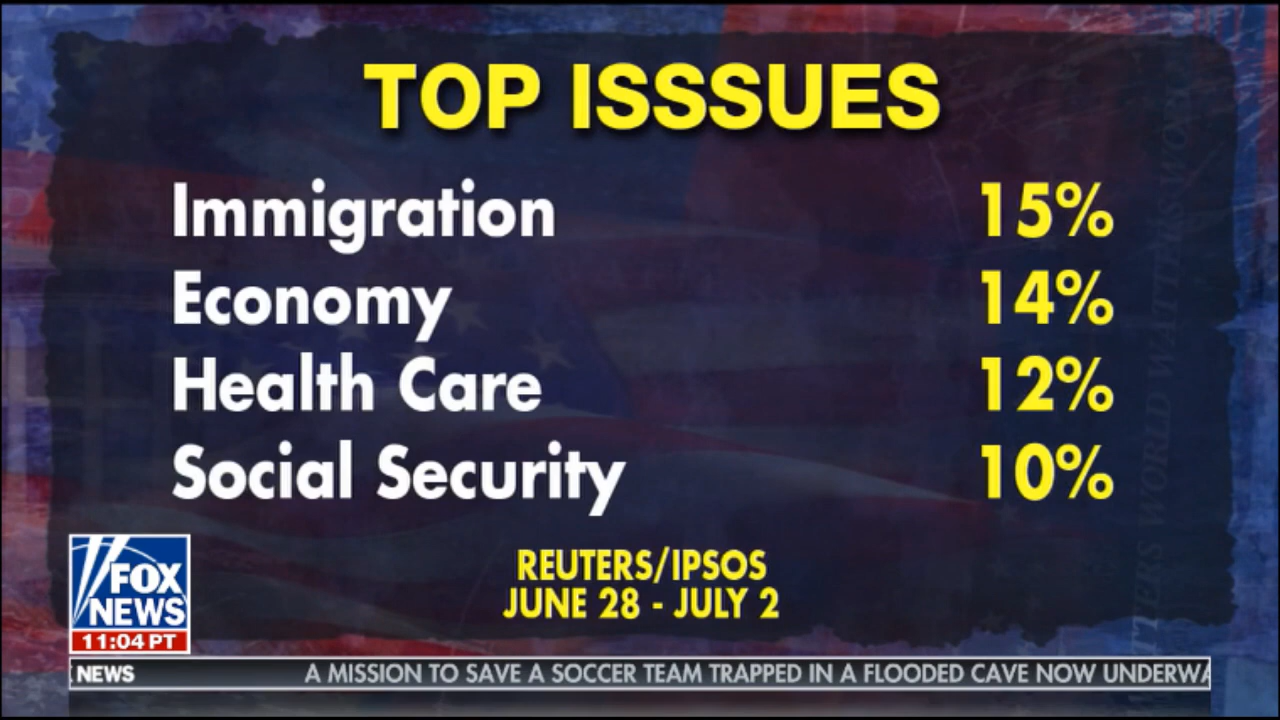 TOP ISSSUES
Immigration 15%
Economy 14%
Health Care 12%
Social Security 10%
REUTERS/IPSOS
JUNE 28 - JULY 2
FOX
NEWS
11:04 PT
NEWS A MISSION TO SAVE A SOCCER TEAM TRAPPED IN A FLOODED CAVE NOW